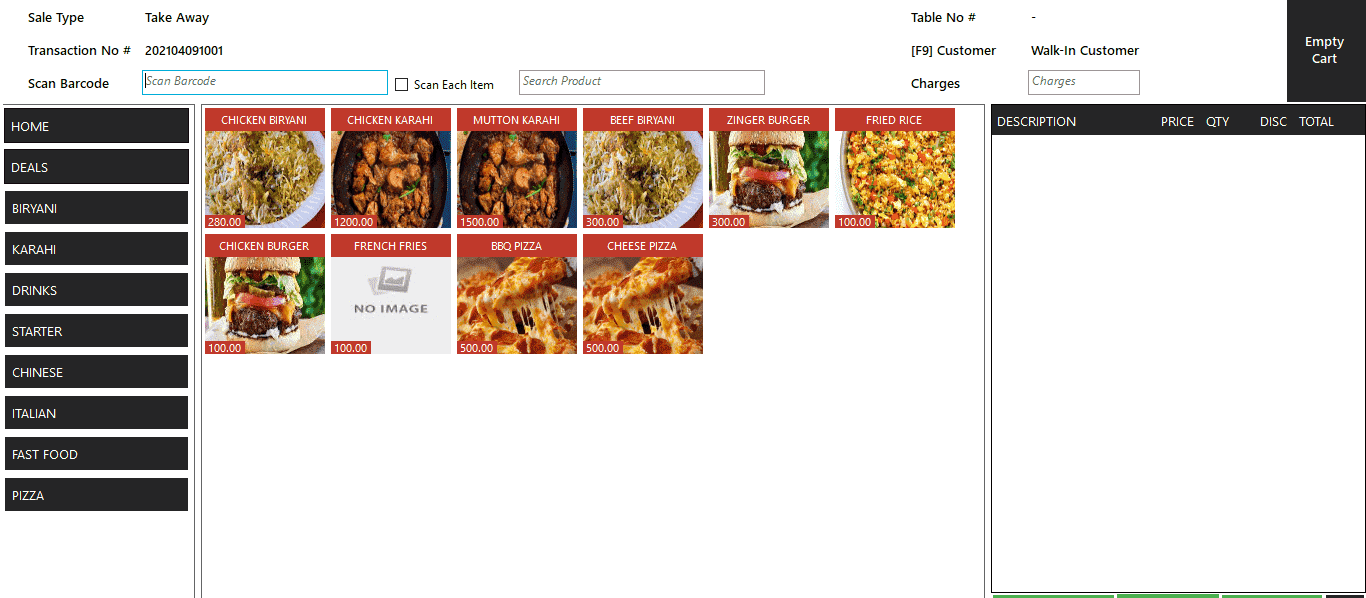 Sale Type Take Away Table No # -
Transaction No # 202104091001 [F9] Customer Walk-In Customer
Empty
Cart
Scan Barcode Scan Barcode Scan Each Item Search Product Charges Charges
HOME
DEALS
BIRYANI
KARAHI
DRINKS
STARTER
CHINESE
ITALIAN
FAST FOOD
PIZZA
CHICKEN BIRYANI CHICKEN KARAHI MUTTON KARAHI BEEF BIRYANI ZINGER BURGER FRIED RICE
280.00 1200.00 1500.00 300.00 300.00 100.00
CHICKEN BURGER FRENCH FRIES BBQ PIZZA CHEESE PIZZA
NO IMAGE
100.00 100.00 500.00 500.00
DESCRIPTION PRICE QTY DISC TOTAL